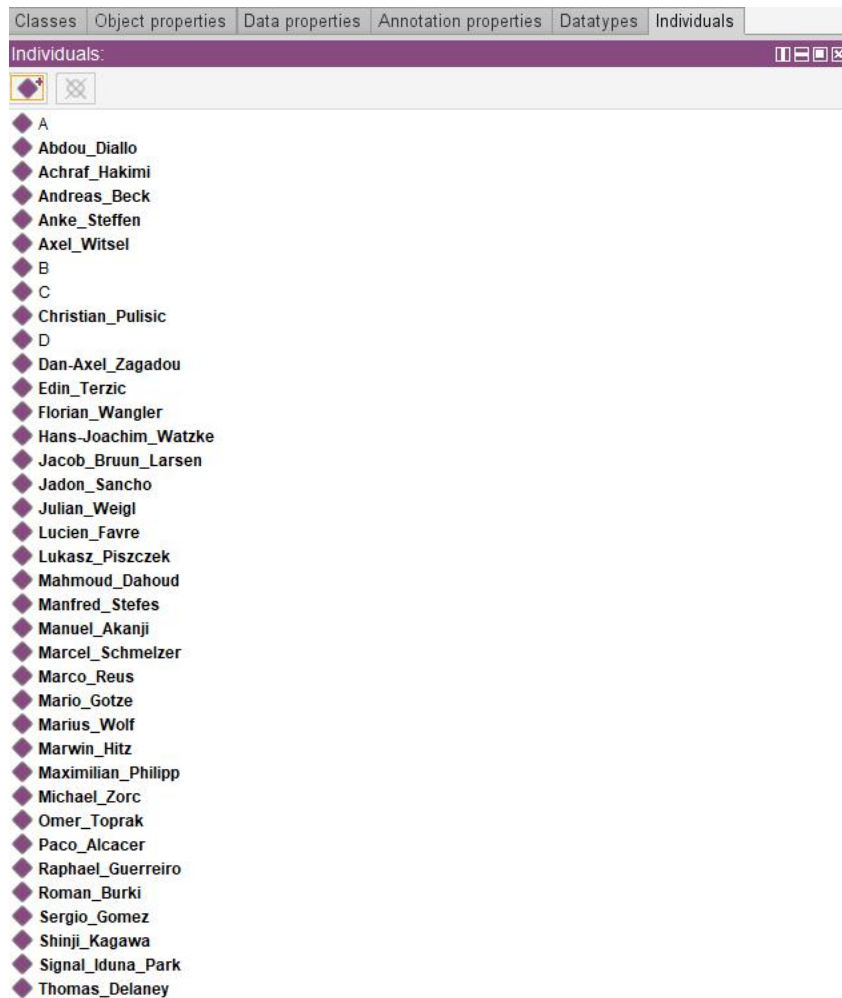 Classes Object properties Data properties Annotation properties Datatypes Individuals
Individuals:
A
Abdou_Diallo
Achraf_Hakimi
Andreas_Beck
Anke_Steffen
Axel_Witsel
B
C
Christian_Pulisic
D
Dan-Axel_Zagadou
Edin_Terzic
Florian_Wangler
Hans-Joachim_Watzke
Jacob_Bruun_Larsen
Jadon_Sancho
Julian_Weigl
Lucien_Favre
Lukasz_Piszczek
Mahmoud_Dahoud
Manfred_Stefes
Manuel_Akanji
Marcel_Schmelzer
Marco_Reus
Mario_Gotze
Marius_Wolf
Marwin_Hitz
Maximilian_Philipp
Michael_Zorc
Omer_Toprak
Paco_Alcacer
Raphael_Guerreiro
Roman_Burki
Sergio_Gomez
Shinji_Kagawa
Signal_Iduna_Park
Thomas_Delaney